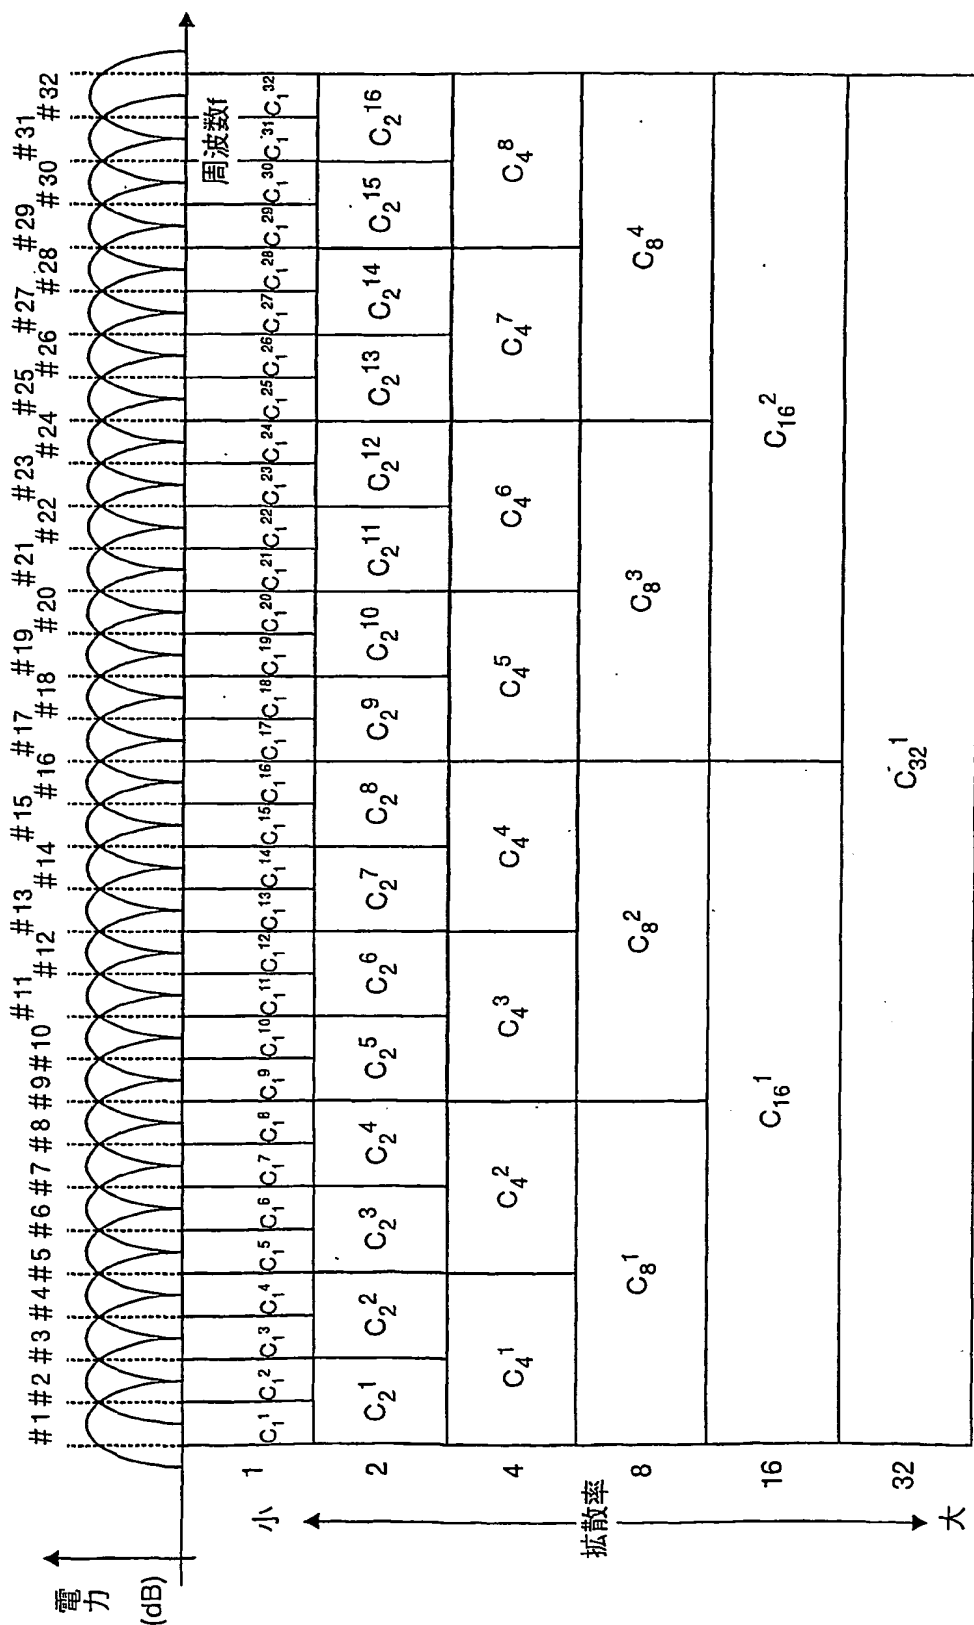 電力
(dB)
#1 #2 #3 #4 #5 #6 #7 #8 #9 #10 #11 #12 #13 #14 #15 #16 #17 #18 #19 #20 #21 #22 #23 #24 #25 #26 #27 #28 #29 #30 #31 #32
周波数f
小
拡散率
大
1 C₁¹ C₁² C₁³ C₁⁴ C₁⁵ C₁⁶ C₁⁷ C₁⁸ C₁⁹ C₁¹⁰ C₁¹¹ C₁¹² C₁¹³ C₁¹⁴ C₁¹⁵ C₁¹⁶ C₁¹⁷ C₁¹⁸ C₁¹⁹ C₁²⁰ C₁²¹ C₁²² C₁²³ C₁²⁴ C₁²⁵ C₁²⁶ C₁²⁷ C₁²⁸ C₁²⁹ C₁³⁰ C₁³¹ C₁³²
2 C₂¹ C₂² C₂³ C₂⁴ C₂⁵ C₂⁶ C₂⁷ C₂⁸ C₂⁹ C₂¹⁰ C₂¹¹ C₂¹² C₂¹³ C₂¹⁴ C₂¹⁵ C₂¹⁶
4 C₄¹ C₄² C₄³ C₄⁴ C₄⁵ C₄⁶ C₄⁷ C₄⁸
8 C₈¹ C₈² C₈³ C₈⁴
16 C₁₆¹ C₁₆²
32 C₃₂¹